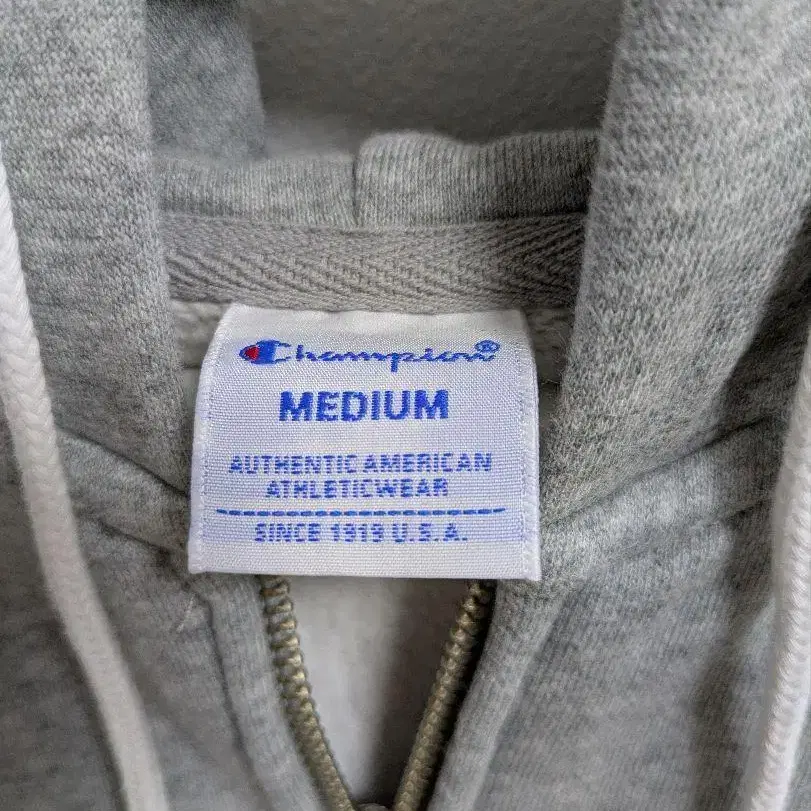 Champion®
MEDIUM
AUTHENTIC AMERICAN
ATHLETICWEAR
SINCE 1919 U.S.A.